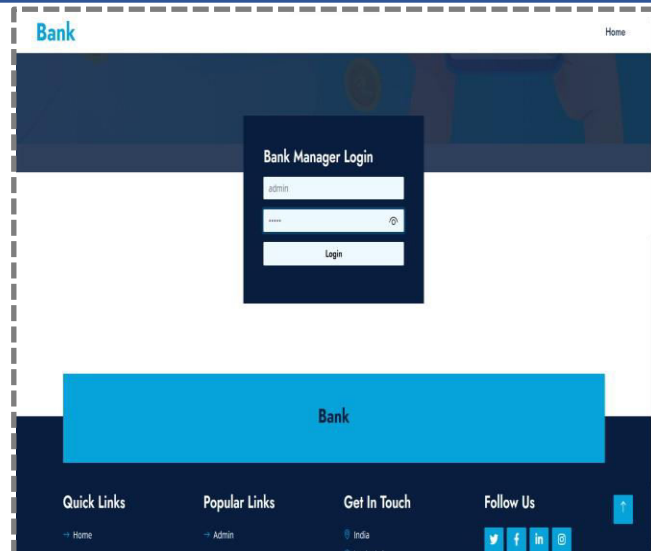 Bank
Home
Bank Manager Login
admin
•••••
Login
Bank
Quick Links
Popular Links
Get In Touch
Follow Us
→ Home
→ Admin
India